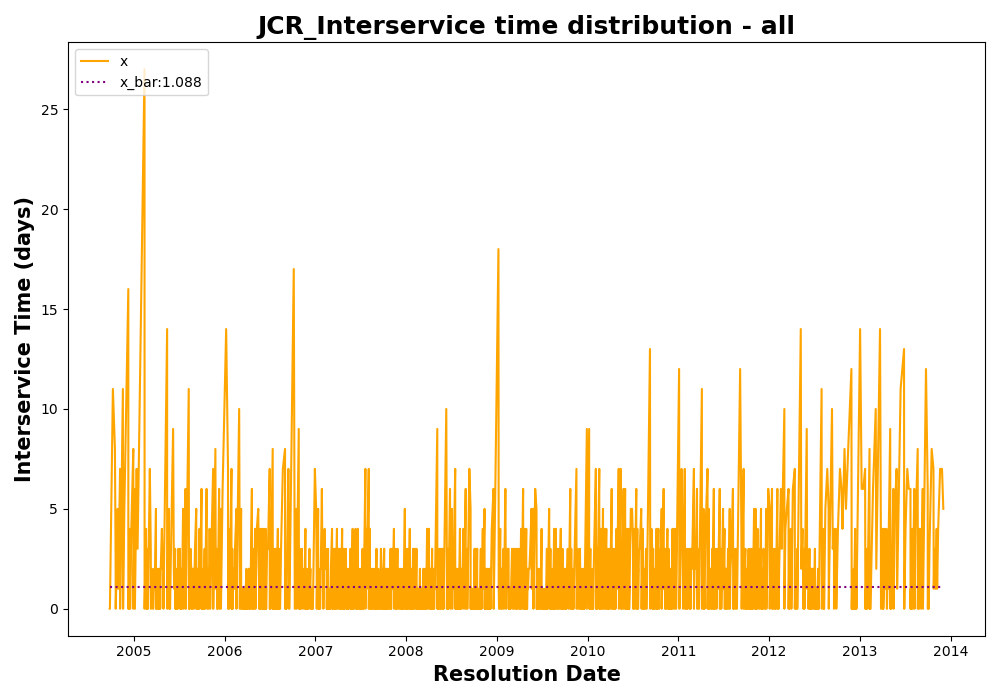 JCR_Interservice time distribution - all
x
x_bar:1.088
Interservice Time (days)
25
20
15
10
5
0
2005 2006 2007 2008 2009 2010 2011 2012 2013 2014
Resolution Date